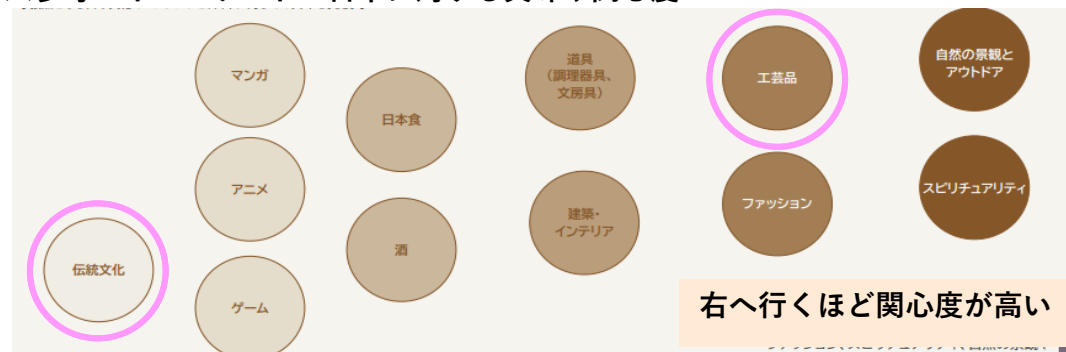 マンガ
アニメ
ゲーム
伝統文化
日本食
酒
道具
（調理器具、
文房具）
建築・
インテリア
工芸品
ファッション
自然の景観と
アウトドア
スピリチュアリティ
右へ行くほど関心度が高い